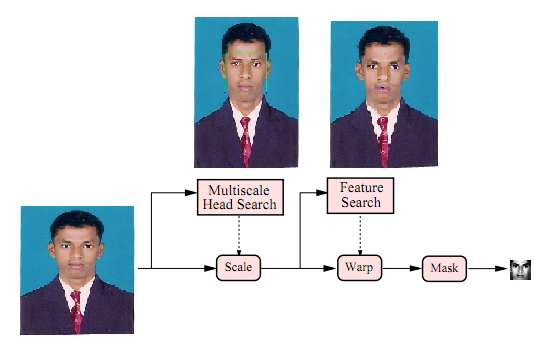 Multiscale
Head Search
Feature
Search
Scale
Warp
Mask